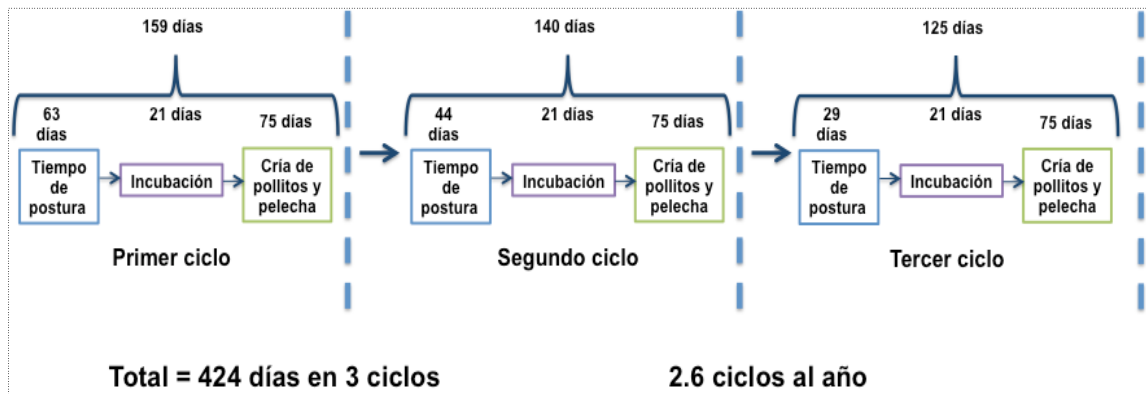 159 días
140 días
125 días
63
días
21 días
75 días
44
días
21 días
75 días
29
días
21 días
75 días
Tiempo
de
postura
Incubación
Cría de
pollitos y
pelecha
Tiempo
de
postura
Incubación
Cría de
pollitos y
pelecha
Tiempo
de
postura
Incubación
Cría de
pollitos y
pelecha
Primer ciclo
Segundo ciclo
Tercer ciclo
Total = 424 días en 3 ciclos
2.6 ciclos al año